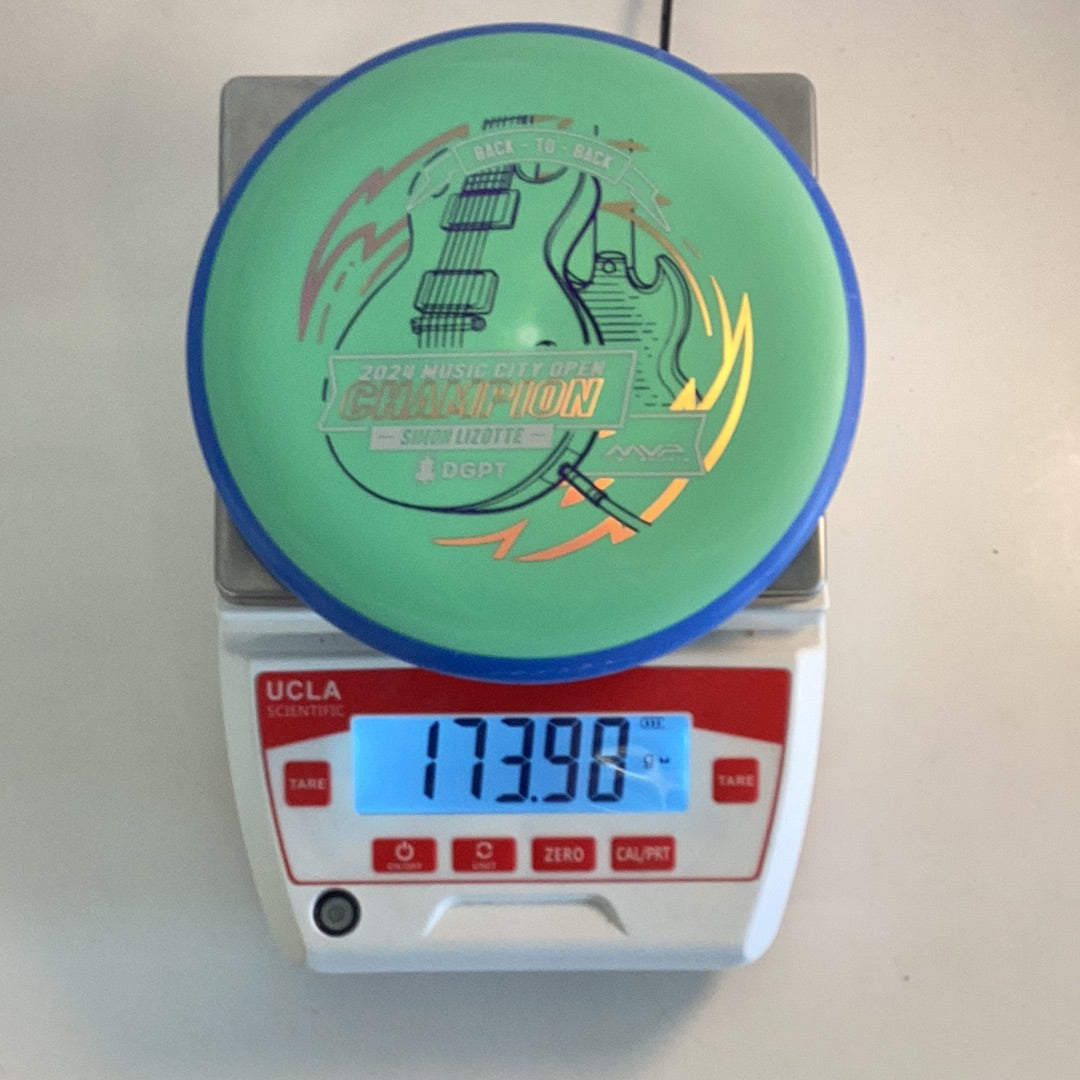 BACK - TO - BACK
2024 MUSIC CITY OPEN
CHAMPION
— SIMON LIZOTTE —
DGPT
MVP
UCLA
SCIENTIFIC
173.98
g
TARE
TARE
ON/OFF
UNIT
ZERO
CAL/PRT